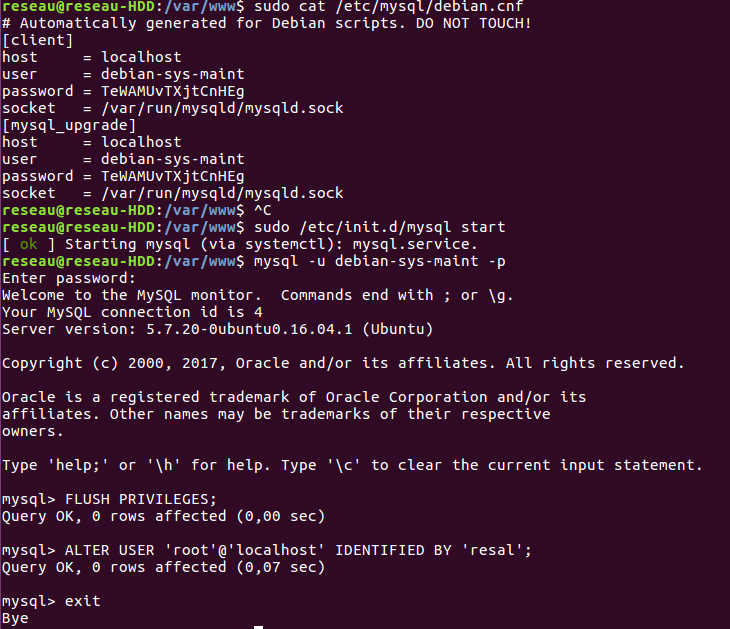 reseau@reseau-HDD:/var/www$ sudo cat /etc/mysql/debian.cnf
# Automatically generated for Debian scripts. DO NOT TOUCH!
[client]
host     = localhost
user     = debian-sys-maint
password = TeWAMUvTXjtCnHEg
socket   = /var/run/mysqld/mysqld.sock
[mysql_upgrade]
host     = localhost
user     = debian-sys-maint
password = TeWAMUvTXjtCnHEg
socket   = /var/run/mysqld/mysqld.sock
reseau@reseau-HDD:/var/www$ ^C
reseau@reseau-HDD:/var/www$ sudo /etc/init.d/mysql start
[ ok ] Starting mysql (via systemctl): mysql.service.
reseau@reseau-HDD:/var/www$ mysql -u debian-sys-maint -p
Enter password:
Welcome to the MySQL monitor.  Commands end with ; or \g.
Your MySQL connection id is 4
Server version: 5.7.20-0ubuntu0.16.04.1 (Ubuntu)
Copyright (c) 2000, 2017, Oracle and/or its affiliates. All rights reserved.
Oracle is a registered trademark of Oracle Corporation and/or its
affiliates. Other names may be trademarks of their respective
owners.
Type 'help;' or '\h' for help. Type '\c' to clear the current input statement.
mysql> FLUSH PRIVILEGES;
Query OK, 0 rows affected (0,00 sec)
mysql> ALTER USER 'root'@'localhost' IDENTIFIED BY 'resal';
Query OK, 0 rows affected (0,07 sec)
mysql> exit
Bye